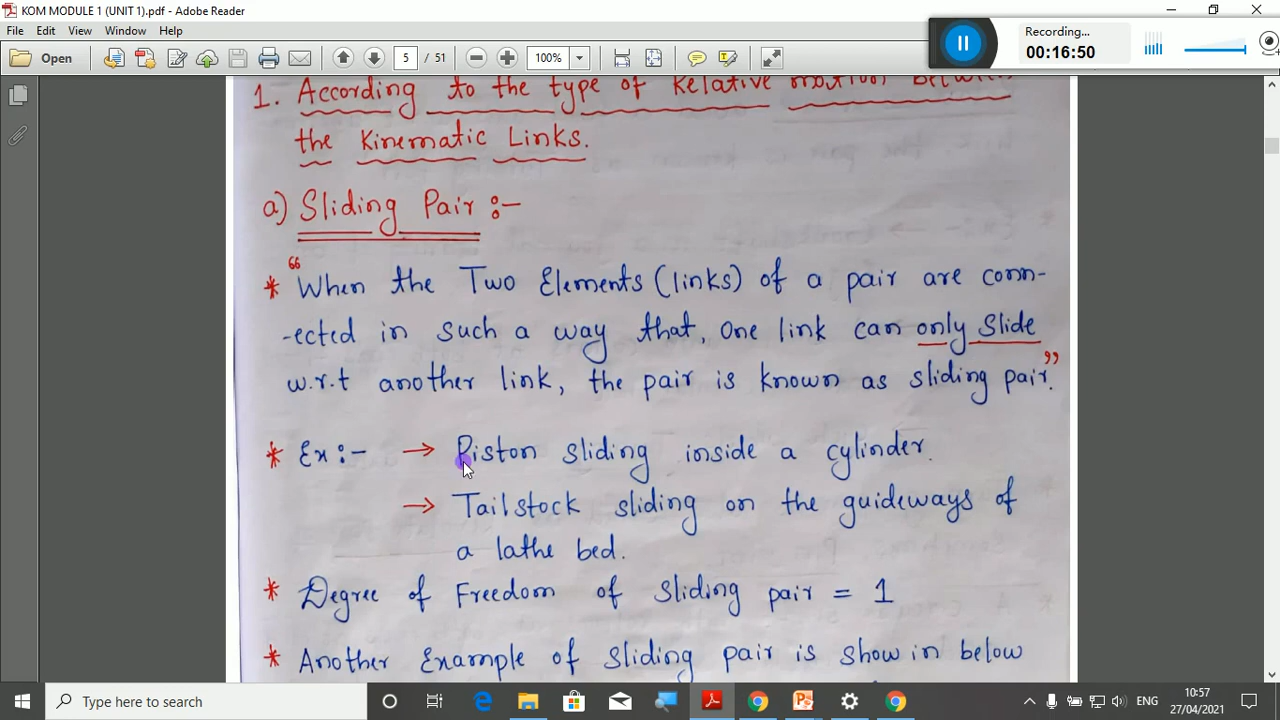 KOM MODULE 1 (UNIT 1).pdf - Adobe Reader
File Edit View Window Help
Open 5 / 51 100%
Recording...
00:16:50
1. According to the type of Relative motion Between
the Kinematic Links.
a) Sliding Pair :-
* “When the Two Elements (links) of a pair are conn-
-ected in such a way that, one link can only Slide
w.r.t another link, the pair is known as sliding pair.”
* Ex :- → Piston sliding inside a cylinder.
→ Tailstock sliding on the guideways of
a lathe bed.
* Degree of Freedom of sliding pair = 1
* Another Example of sliding pair is show in below
Type here to search
ENG
10:57
27/04/2021